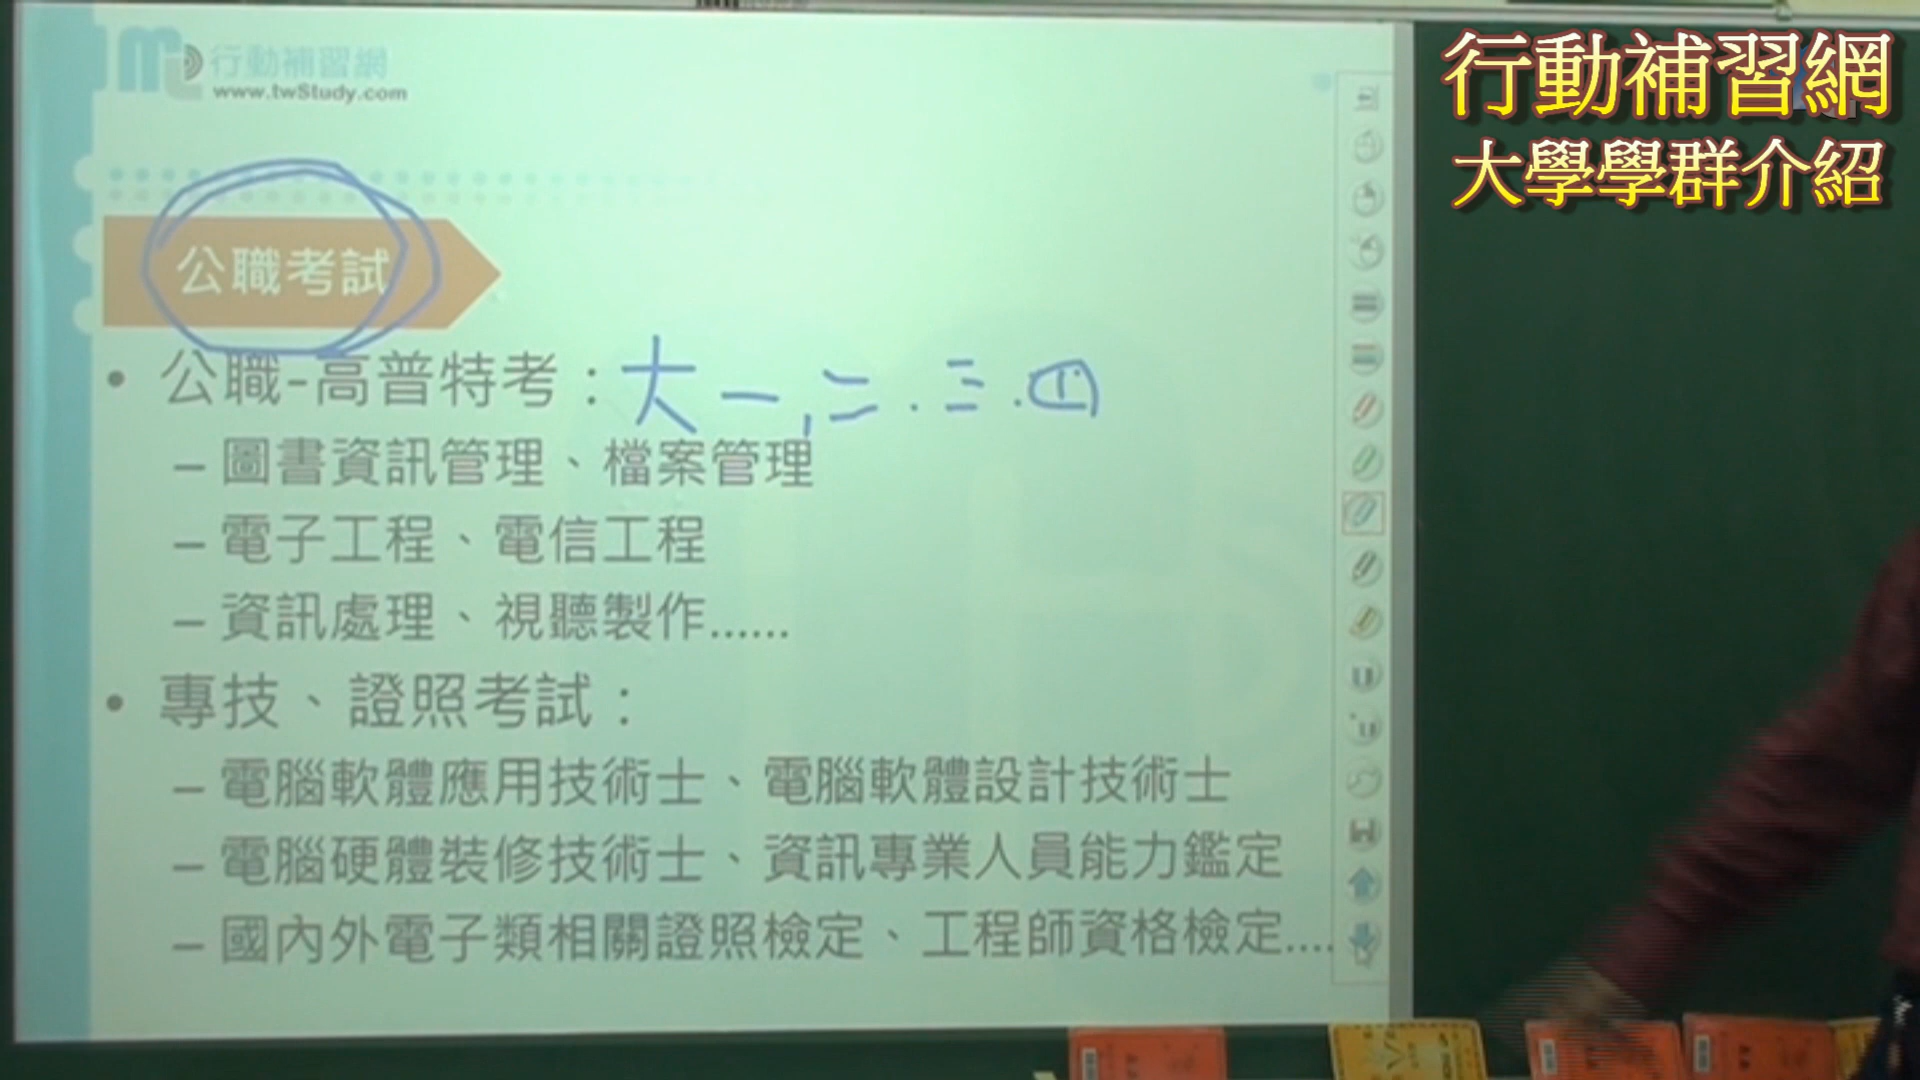 行動補習網
www.twStudy.com
行動補習網
大學學群介紹
公職考試
• 公職-高普特考：大一,二.三.四
– 圖書資訊管理、檔案管理
– 電子工程、電信工程
– 資訊處理、視聽製作......
• 專技、證照考試：
– 電腦軟體應用技術士、電腦軟體設計技術士
– 電腦硬體裝修技術士、資訊專業人員能力鑑定
– 國內外電子類相關證照檢定、工程師資格檢定....